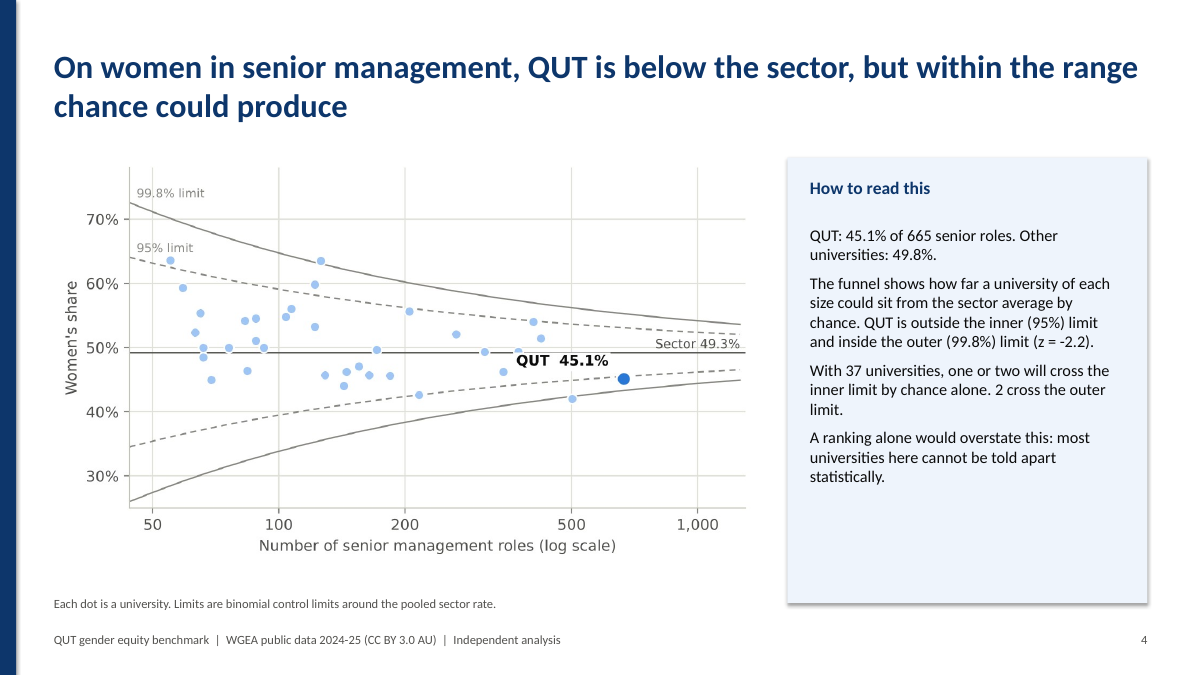 On women in senior management, QUT is below the sector, but within the range
chance could produce
99.8% limit
95% limit
70%
60%
50%
40%
30%
Women's share
Sector 49.3%
QUT 45.1%
50
100
200
500
1,000
Number of senior management roles (log scale)
How to read this
QUT: 45.1% of 665 senior roles. Other
universities: 49.8%.
The funnel shows how far a university of each
size could sit from the sector average by
chance. QUT is outside the inner (95%) limit
and inside the outer (99.8%) limit (z = -2.2).
With 37 universities, one or two will cross the
inner limit by chance alone. 2 cross the outer
limit.
A ranking alone would overstate this: most
universities here cannot be told apart
statistically.
Each dot is a university. Limits are binomial control limits around the pooled sector rate.
QUT gender equity benchmark | WGEA public data 2024-25 (CC BY 3.0 AU) | Independent analysis
4